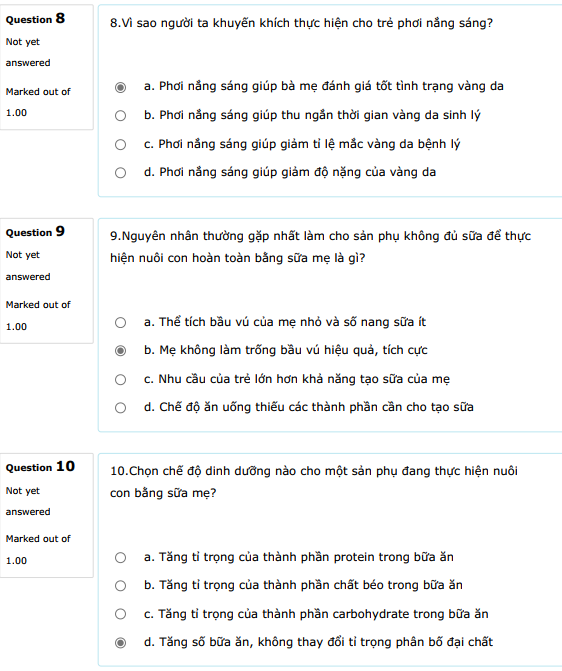 Question 8
Not yet
answered
Marked out of
1.00
8.Vì sao người ta khuyến khích thực hiện cho trẻ phơi nắng sáng?
a. Phơi nắng sáng giúp bà mẹ đánh giá tốt tình trạng vàng da
b. Phơi nắng sáng giúp thu ngắn thời gian vàng da sinh lý
c. Phơi nắng sáng giúp giảm tỉ lệ mắc vàng da bệnh lý
d. Phơi nắng sáng giúp giảm độ nặng của vàng da
Question 9
Not yet
answered
Marked out of
1.00
9.Nguyên nhân thường gặp nhất làm cho sản phụ không đủ sữa để thực
hiện nuôi con hoàn toàn bằng sữa mẹ là gì?
a. Thể tích bầu vú của mẹ nhỏ và số nang sữa ít
b. Mẹ không làm trống bầu vú hiệu quả, tích cực
c. Nhu cầu của trẻ lớn hơn khả năng tạo sữa của mẹ
d. Chế độ ăn uống thiếu các thành phần cần cho tạo sữa
Question 10
Not yet
answered
Marked out of
1.00
10.Chọn chế độ dinh dưỡng nào cho một sản phụ đang thực hiện nuôi
con bằng sữa mẹ?
a. Tăng tỉ trọng của thành phần protein trong bữa ăn
b. Tăng tỉ trọng của thành phần chất béo trong bữa ăn
c. Tăng tỉ trọng của thành phần carbohydrate trong bữa ăn
d. Tăng số bữa ăn, không thay đổi tỉ trọng phân bố đại chất